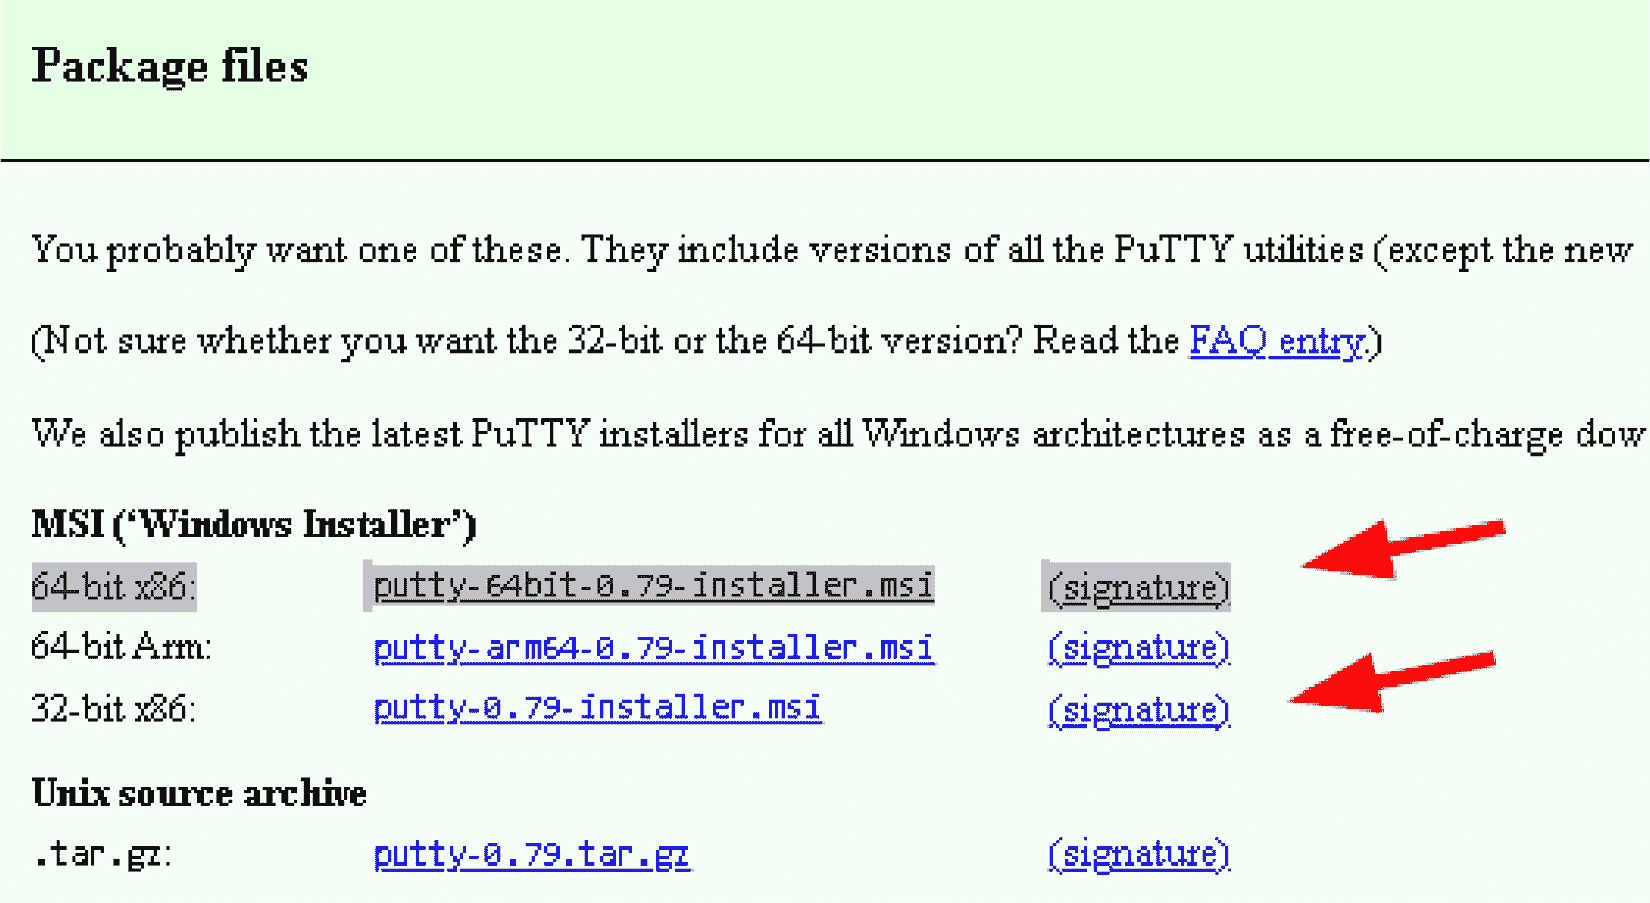 Package files
You probably want one of these. They include versions of all the PuTTY utilities (except the new
(Not sure whether you want the 32-bit or the 64-bit version? Read the FAQ entry.)
We also publish the latest PuTTY installers for all Windows architectures as a free-of-charge dow
MSI (‘Windows Installer’)
64-bit x86: putty-64bit-0.79-installer.msi (signature)
64-bit Arm: putty-arm64-0.79-installer.msi (signature)
32-bit x86: putty-0.79-installer.msi (signature)
Unix source archive
.tar.gz: putty-0.79.tar.gz (signature)